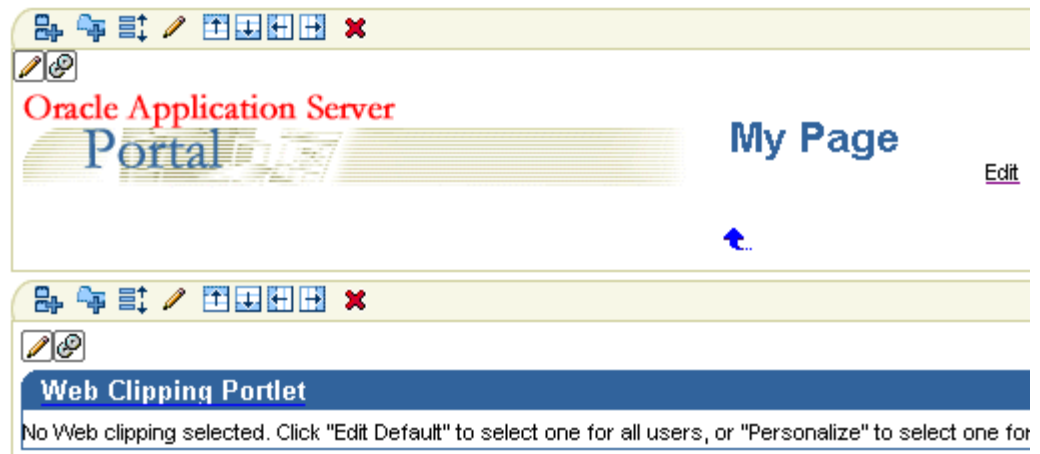 Oracle Application Server
Portal
My Page
Edit
Web Clipping Portlet
No Web clipping selected. Click "Edit Default" to select one for all users, or "Personalize" to select one for